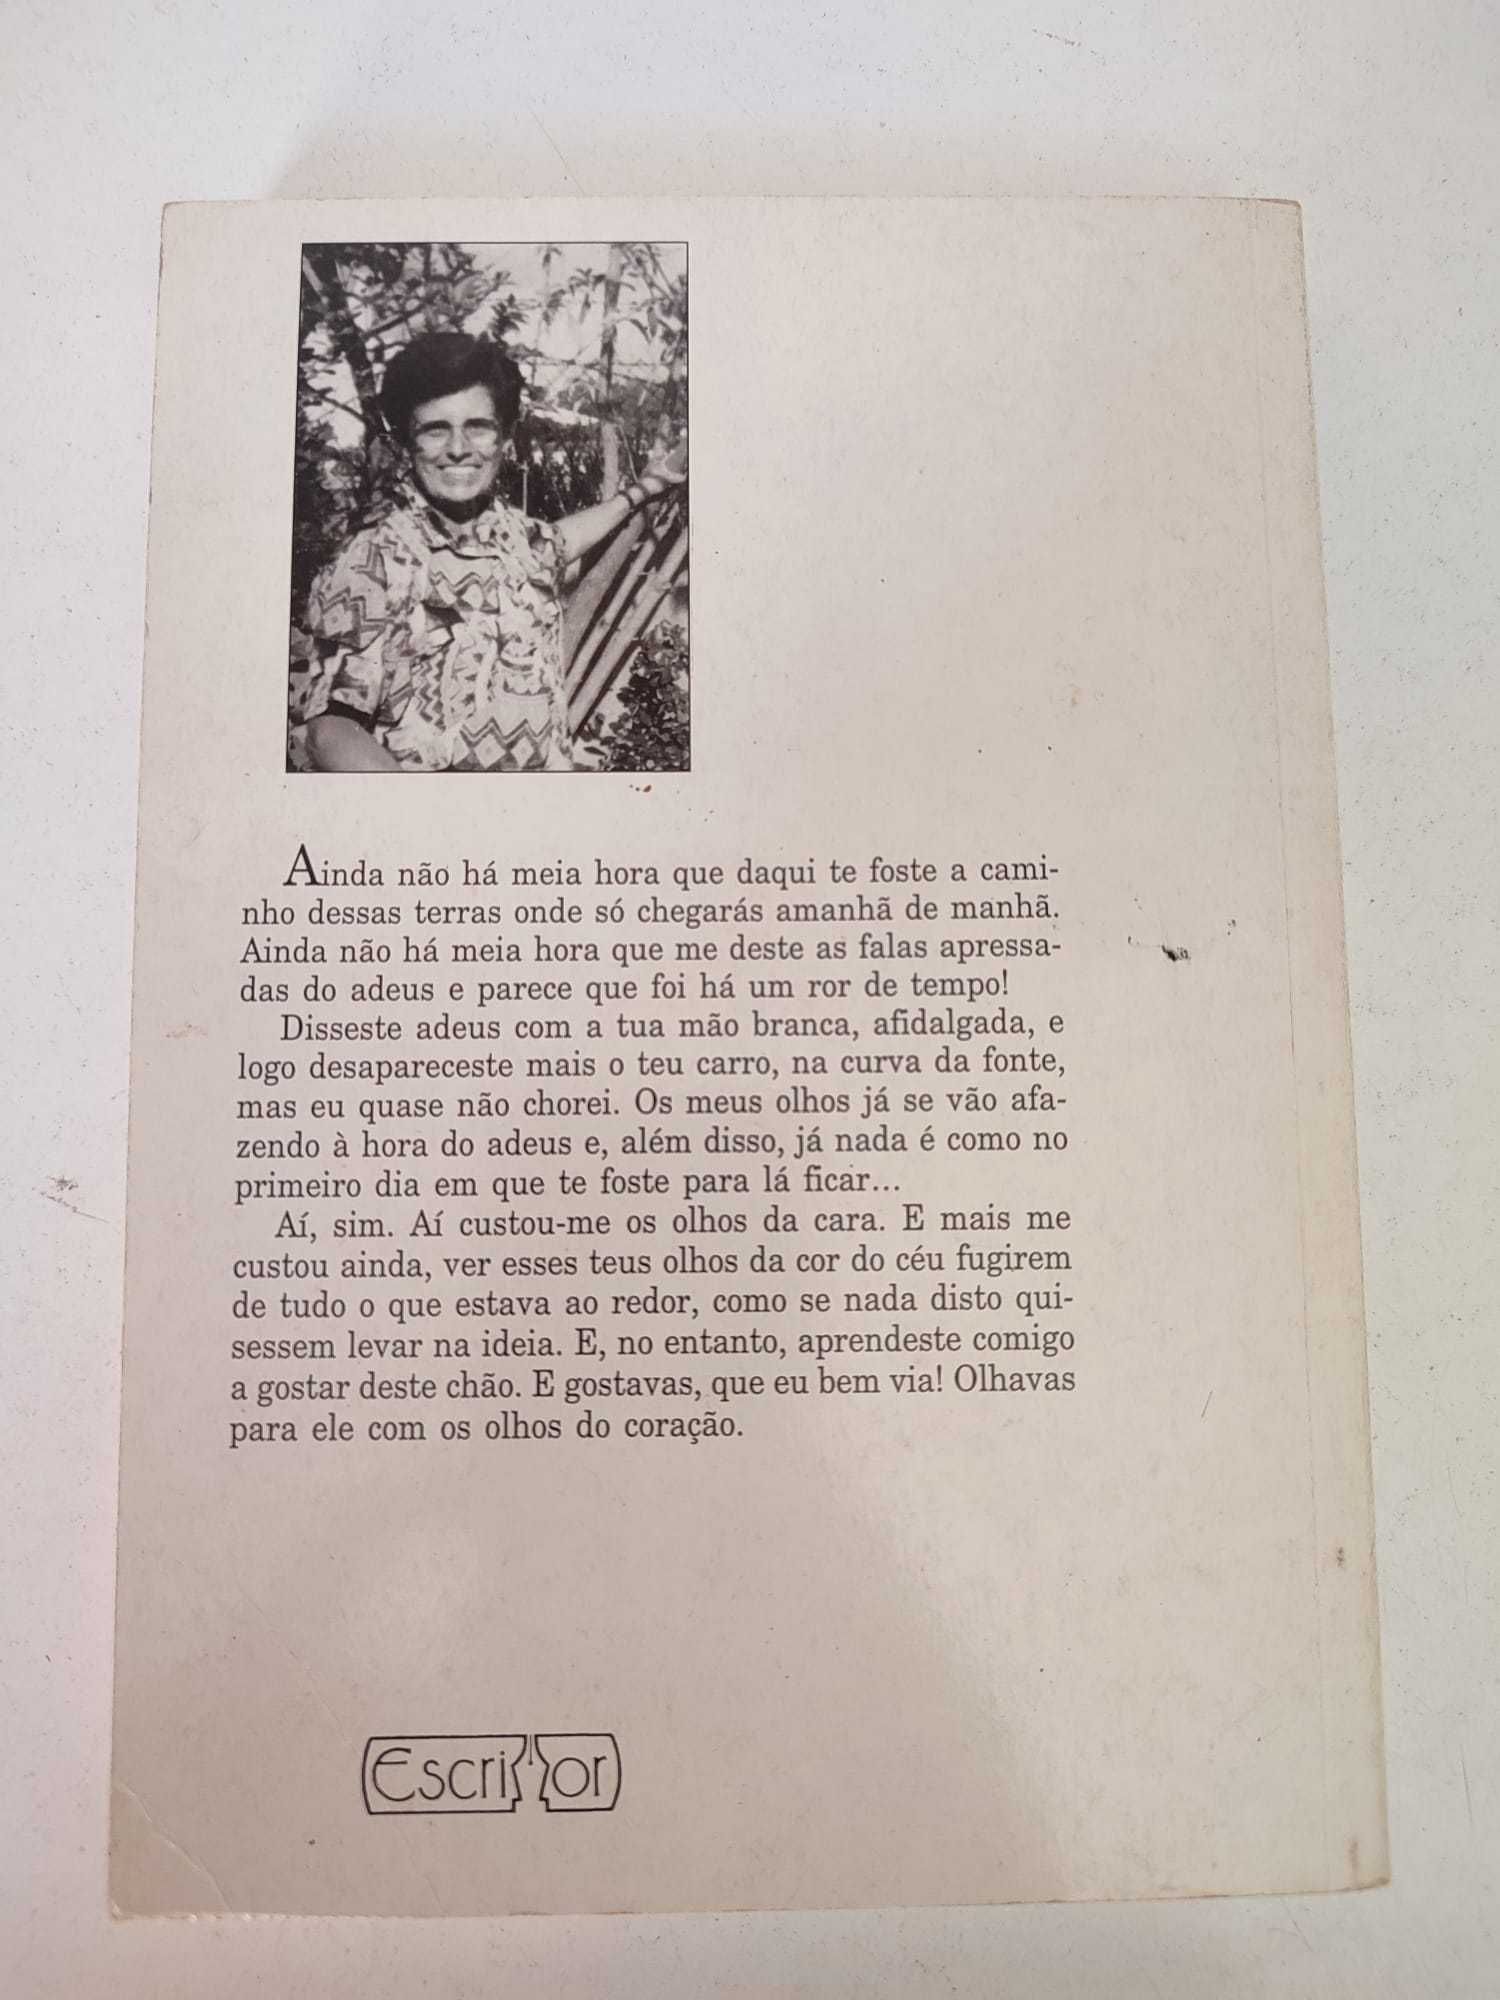 Ainda não há meia hora que daqui te foste a cami-
nho dessas terras onde só chegarás amanhã de manhã.
Ainda não há meia hora que me deste as falas apressa-
das do adeus e parece que foi há um ror de tempo!
Disseste adeus com a tua mão branca, afidalgada, e
logo desapareceste mais o teu carro, na curva da fonte,
mas eu quase não chorei. Os meus olhos já se vão afa-
zendo à hora do adeus e, além disso, já nada é como no
primeiro dia em que te foste para lá ficar...
Aí, sim. Aí custou-me os olhos da cara. E mais me
custou ainda, ver esses teus olhos da cor do céu fugirem
de tudo o que estava ao redor, como se nada disto qui-
sessem levar na ideia. E, no entanto, aprendeste comigo
a gostar deste chão. E gostavas, que eu bem via! Olhavas
para ele com os olhos do coração.
Escritor